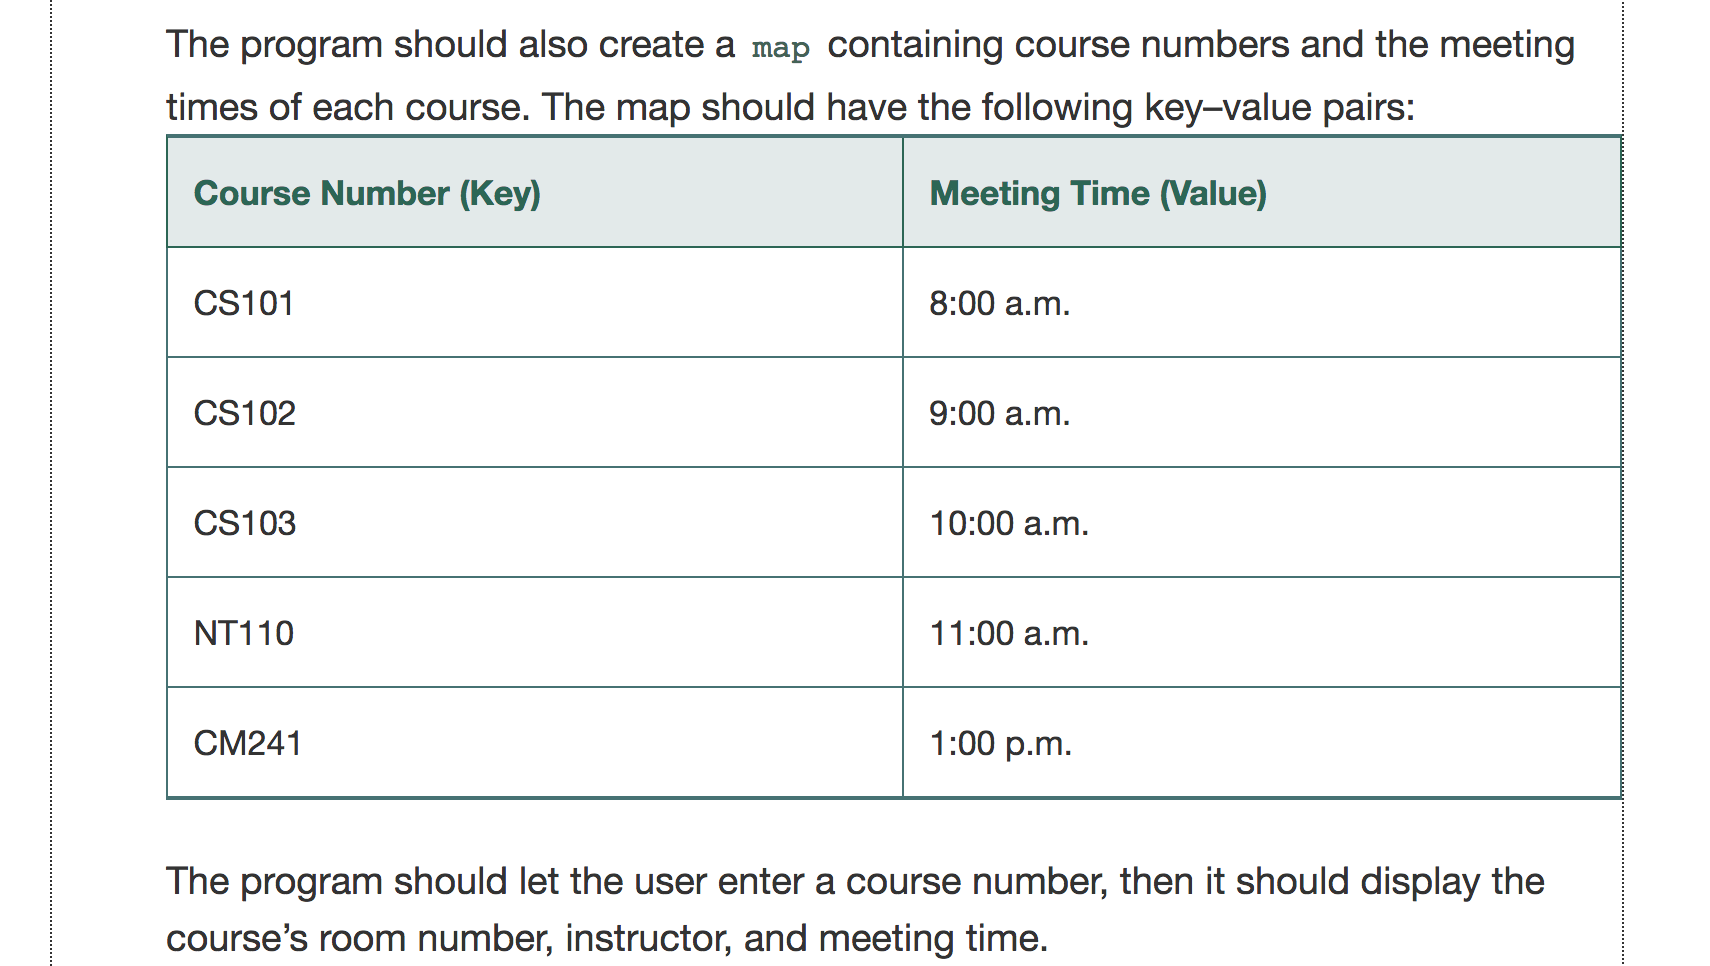 The program should also create a map containing course numbers and the meeting
times of each course. The map should have the following key–value pairs:
Course Number (Key) Meeting Time (Value)
CS101 8:00 a.m.
CS102 9:00 a.m.
CS103 10:00 a.m.
NT110 11:00 a.m.
CM241 1:00 p.m.
The program should let the user enter a course number, then it should display the
course’s room number, instructor, and meeting time.